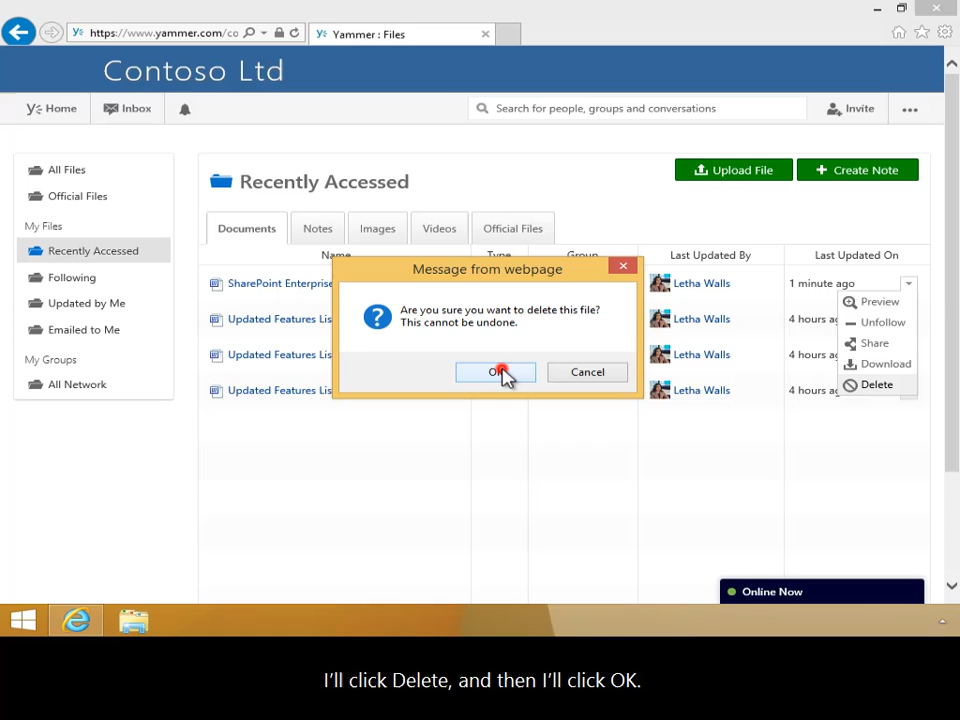 https://www.yammer.com/co
Yammer : Files
Contoso Ltd
Home
Inbox
Search for people, groups and conversations
Invite
All Files
Official Files
My Files
Recently Accessed
Following
Updated by Me
Emailed to Me
My Groups
All Network
Recently Accessed
Upload File
Create Note
Documents
Notes
Images
Videos
Official Files
Name
Type
Group
Last Updated By
Last Updated On
SharePoint Enterprise
Letha Walls
1 minute ago
Updated Features Lis
Letha Walls
4 hours ago
Updated Features Lis
Letha Walls
4 hours ag
Updated Features Lis
Letha Walls
4 hours ag
Preview
Unfollow
Share
Download
Delete
Message from webpage
Are you sure you want to delete this file?
This cannot be undone.
OK
Cancel
Online Now
I'll click Delete, and then I'll click OK.